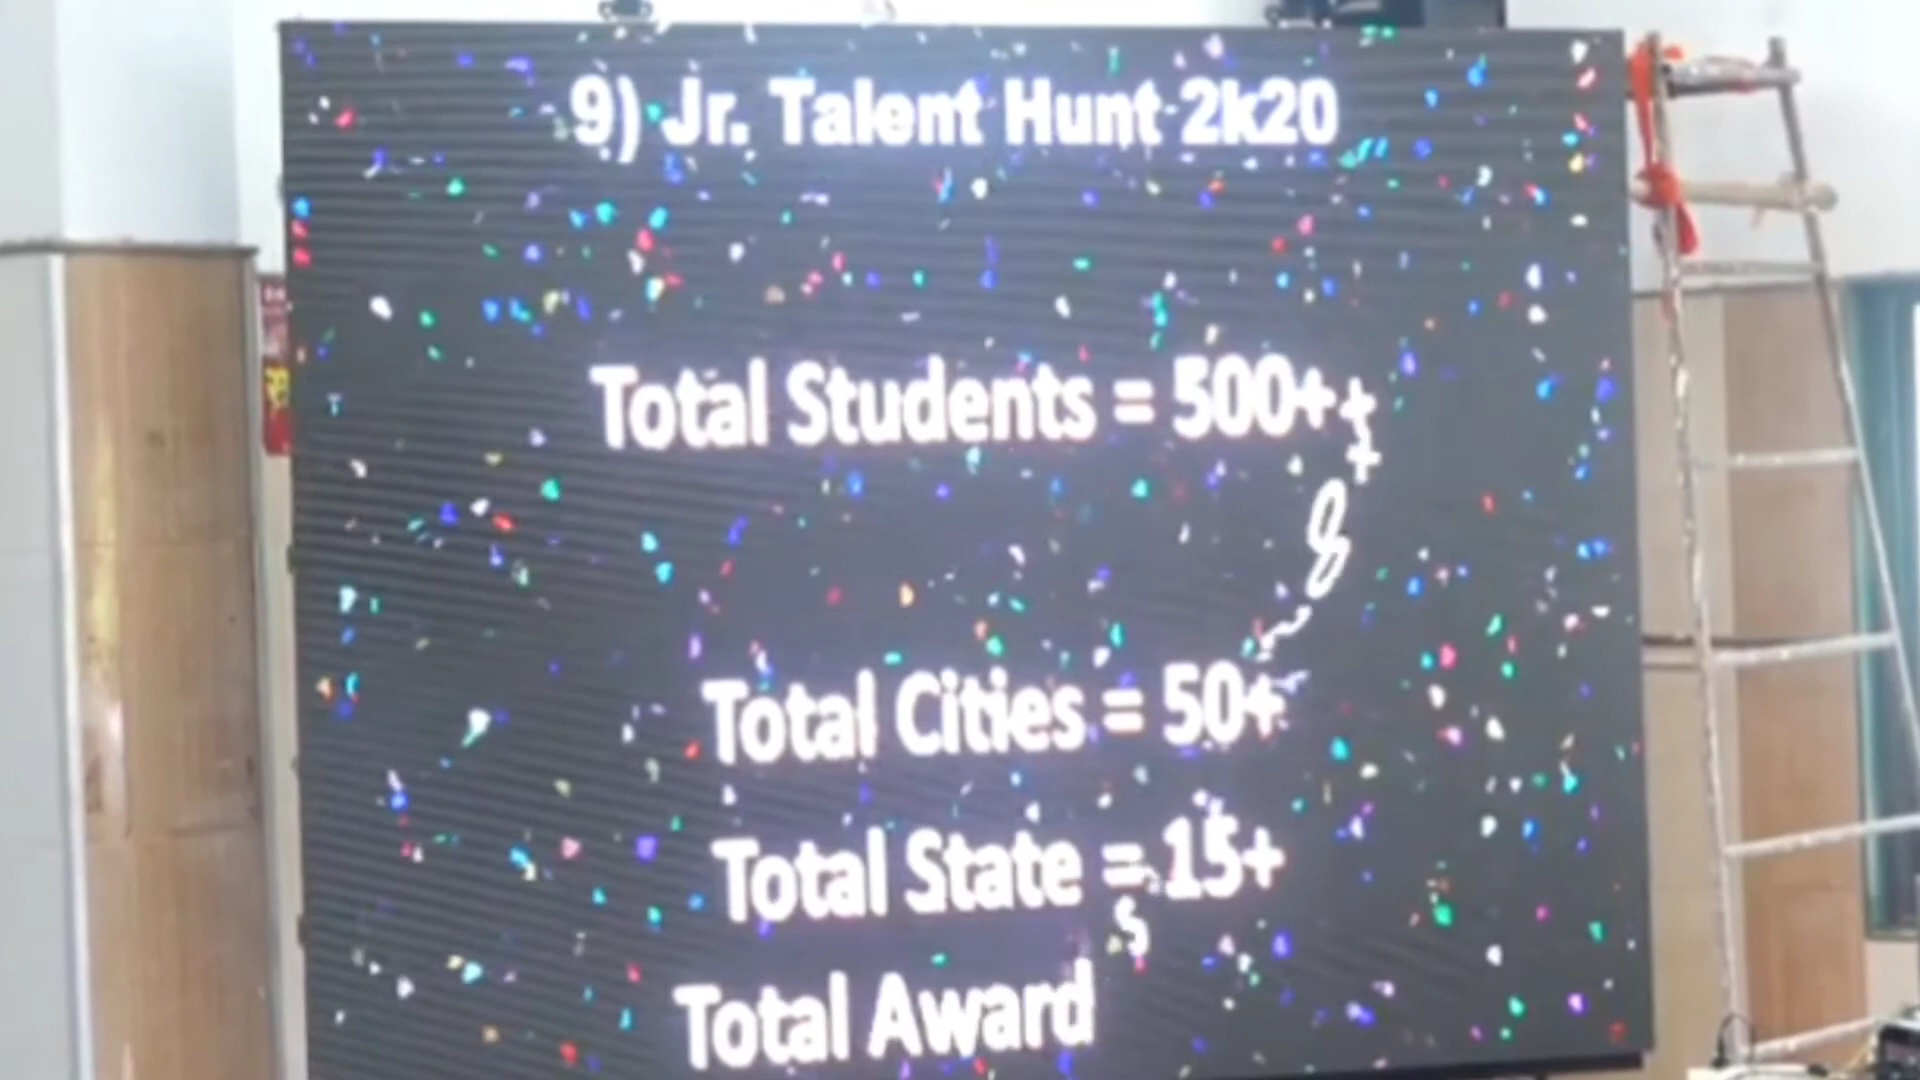 9) Jr. Talent Hunt 2k20
Total Students = 500+
Total Cities = 50+
Total State = 15+
Total Award